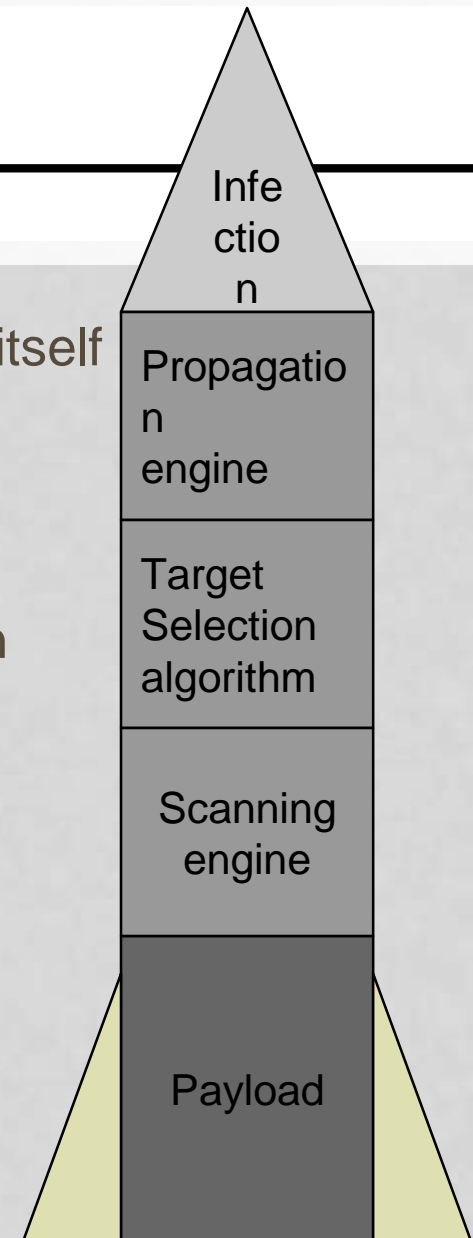 Infe
ctio
n
itself
Propagatio
n
engine
Target
Selection
algorithm
Scanning
engine
Payload